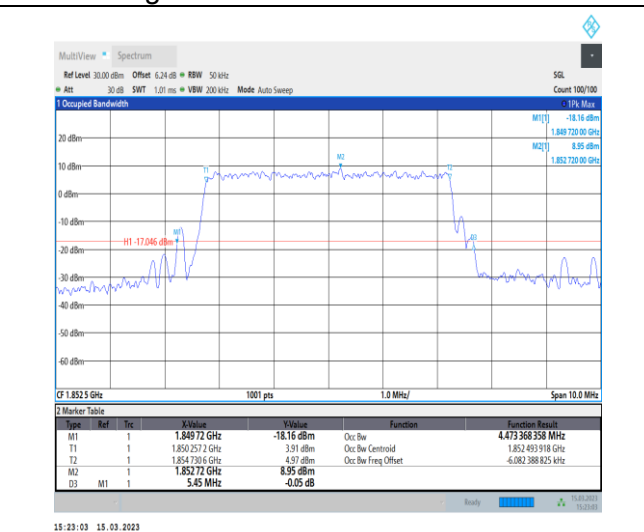 MultiView Spectrum
Ref Level 30.00 dBm Offset 6.24 dB RBW 50 kHz SGL
Att 30 dB SWT 1.01 ms VBW 200 kHz Mode Auto Sweep Count 100/100
1 Occupied Bandwidth 1Pk Max
M1[1] -18.16 dBm
1.849 720 00 GHz
M2[1] 8.95 dBm
1.852 720 00 GHz
20 dBm
M2
T1 T2
10 dBm
0 dBm
-10 dBm
M1
H1 -17.046 dBm D3
-20 dBm
-30 dBm
-40 dBm
-50 dBm
-60 dBm
CF 1.852 5 GHz 1001 pts 1.0 MHz/ Span 10.0 MHz
2 Marker Table
Type Ref Trc X-Value Y-Value Function Function Result
M1 1 1.849 72 GHz -18.16 dBm Occ Bw 4.473 368 358 MHz
T1 1 1.850 257 2 GHz 3.91 dBm Occ Bw Centroid 1.852 493 918 GHz
T2 1 1.854 730 6 GHz 4.97 dBm Occ Bw Freq Offset -6.082 388 825 kHz
M2 1 1.852 72 GHz 8.95 dBm
D3 M1 1 5.45 MHz -0.05 dB
Ready 15.03.2023
15:23:03
15:23:03 15.03.2023